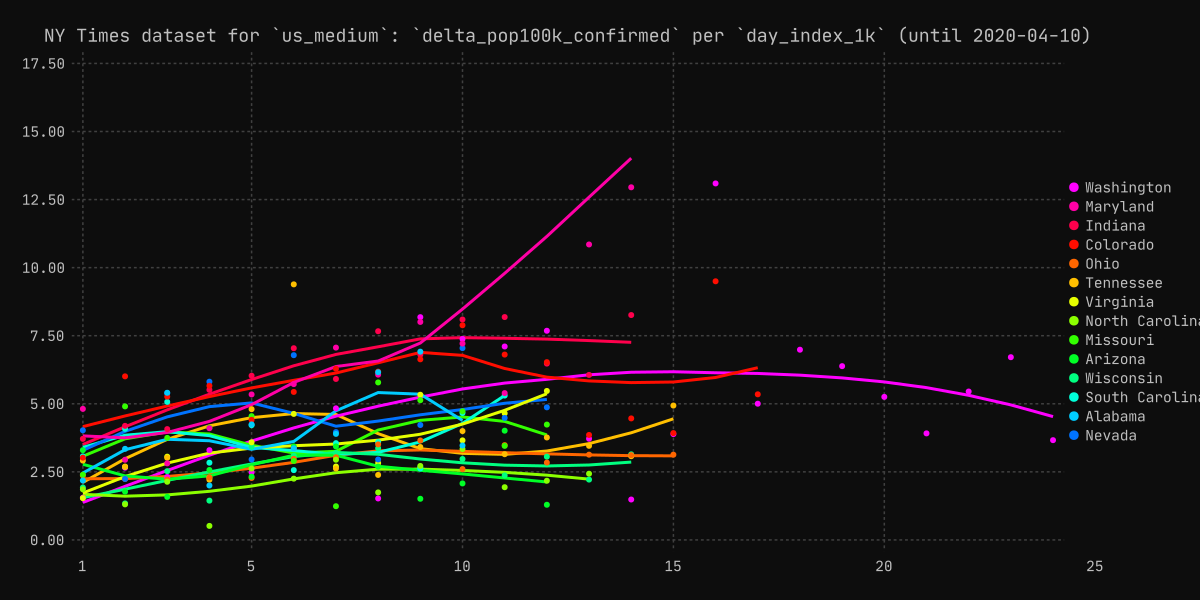 NY Times dataset for `us_medium`: `delta_pop100k_confirmed` per `day_index_1k` (until 2020-04-10)
17.50
15.00
12.50
10.00
7.50
5.00
2.50
0.00
1 5 10 15 20 25
Washington
Maryland
Indiana
Colorado
Ohio
Tennessee
Virginia
North Carolina
Missouri
Arizona
Wisconsin
South Carolina
Alabama
Nevada